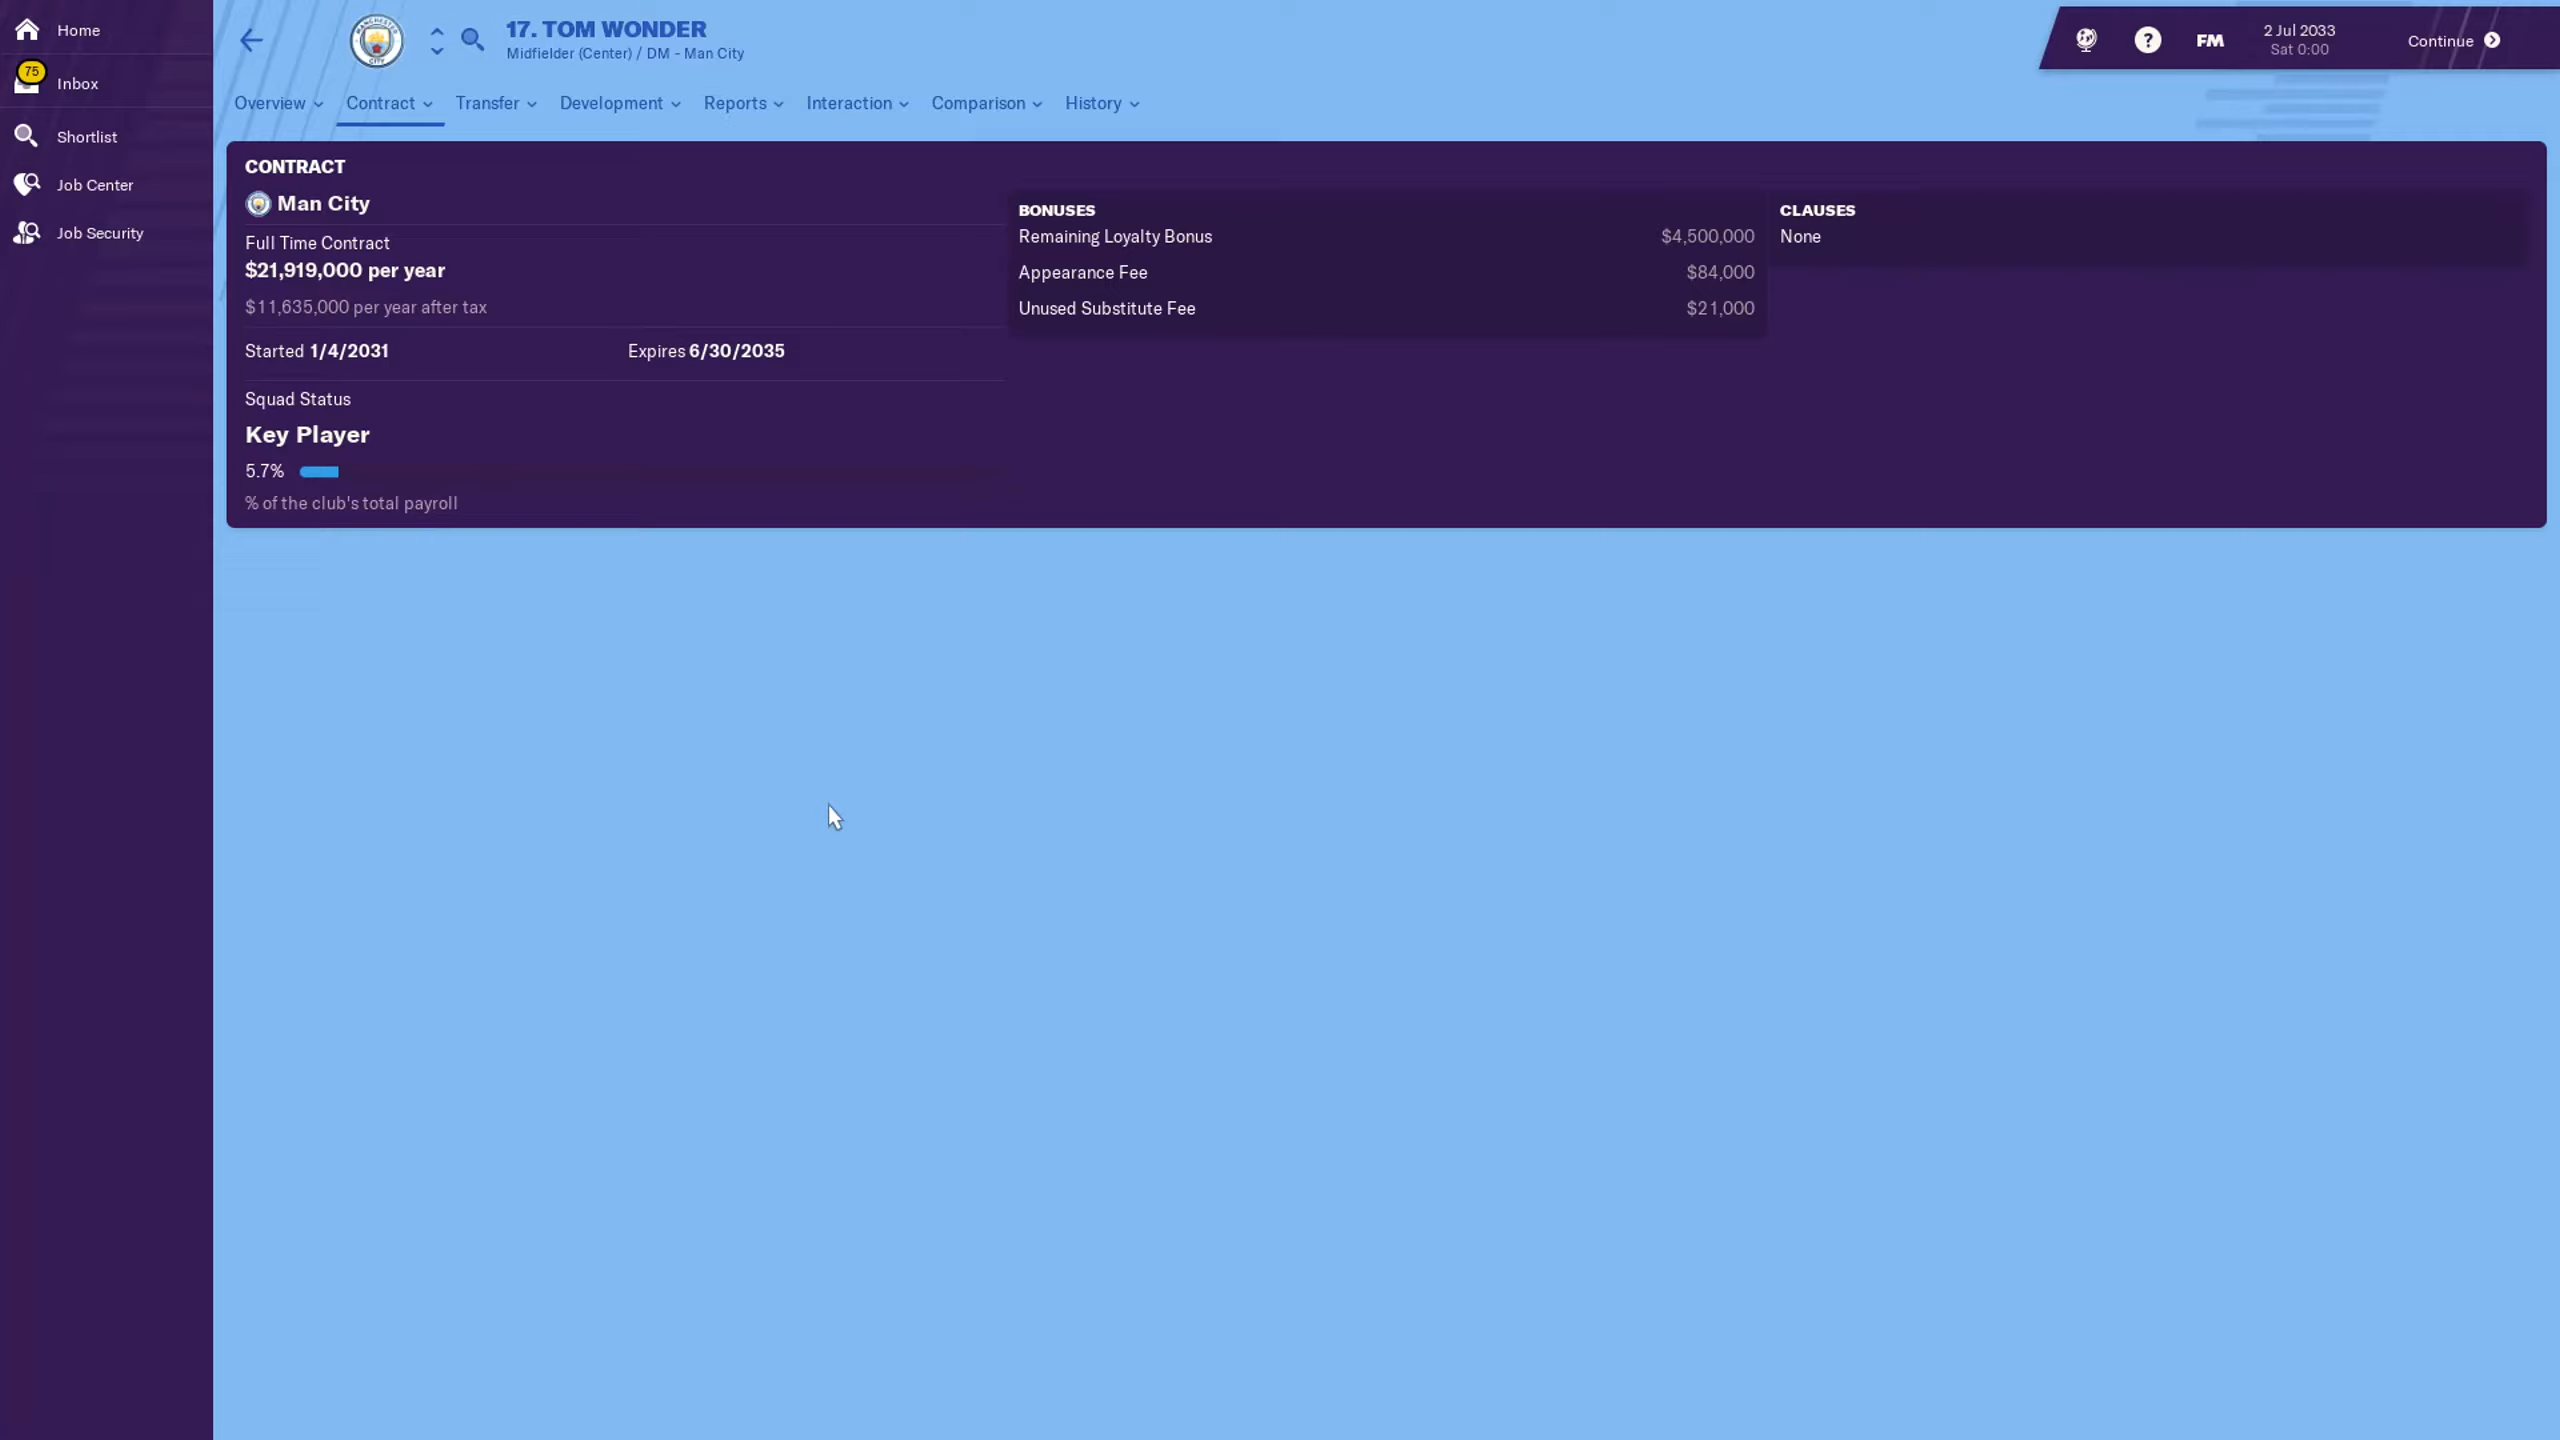 Home
75
Inbox
Shortlist
Job Center
Job Security
17. TOM WONDER
Midfielder (Center) / DM - Man City
FM
2 Jul 2033
Sat 0:00
Continue
Overview
Contract
Transfer
Development
Reports
Interaction
Comparison
History
CONTRACT
Man City
Full Time Contract
$21,919,000 per year
$11,635,000 per year after tax
Started 1/4/2031
Expires 6/30/2035
Squad Status
Key Player
5.7%
% of the club's total payroll
BONUSES
Remaining Loyalty Bonus $4,500,000
Appearance Fee $84,000
Unused Substitute Fee $21,000
CLAUSES
None